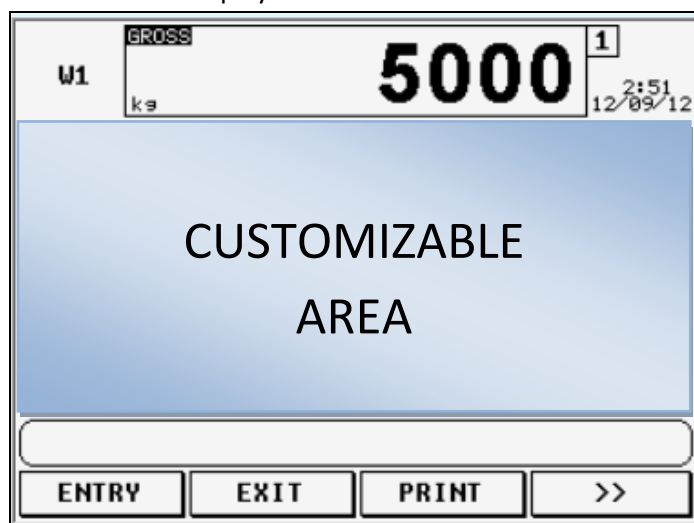 GROSS
W1
5000
1
kg
2:51
12/09/12
CUSTOMIZABLE
AREA
ENTRY EXIT PRINT >>